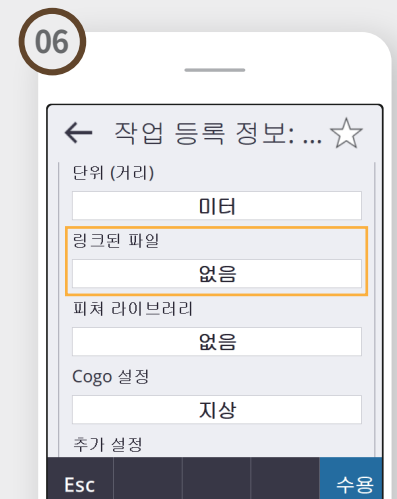 06
← 작업 등록 정보: ...
단위 (거리)
미터
링크된 파일
없음
피쳐 라이브러리
없음
Cogo 설정
지상
추가 설정
Esc 수용